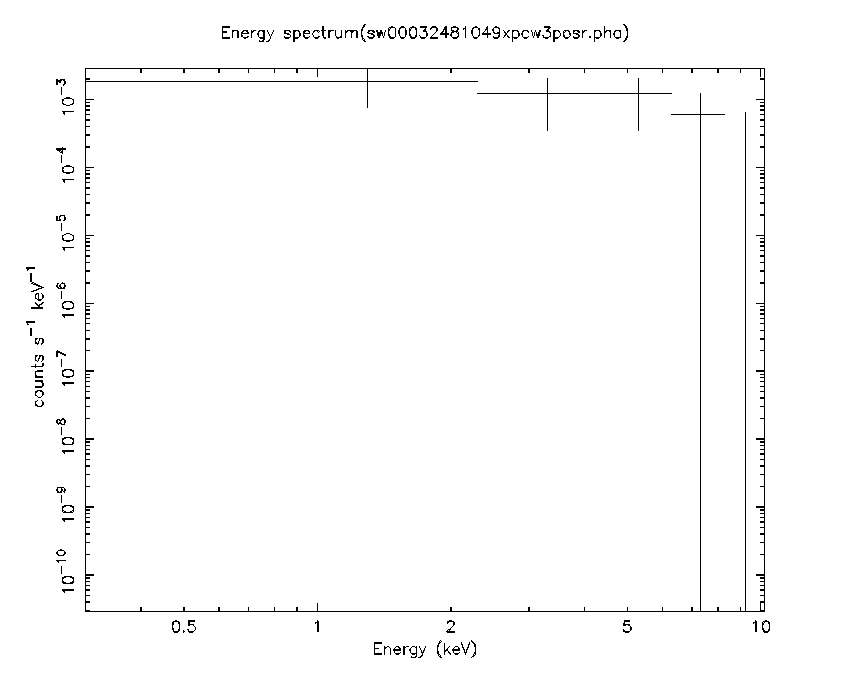 Energy spectrum(sw00032481049xpcw3posr.pha)
10⁻³
10⁻⁴
10⁻⁵
10⁻⁶
10⁻⁷
10⁻⁸
10⁻⁹
10⁻¹⁰
counts s⁻¹ keV⁻¹
0.5 1 2 5 10
Energy (keV)